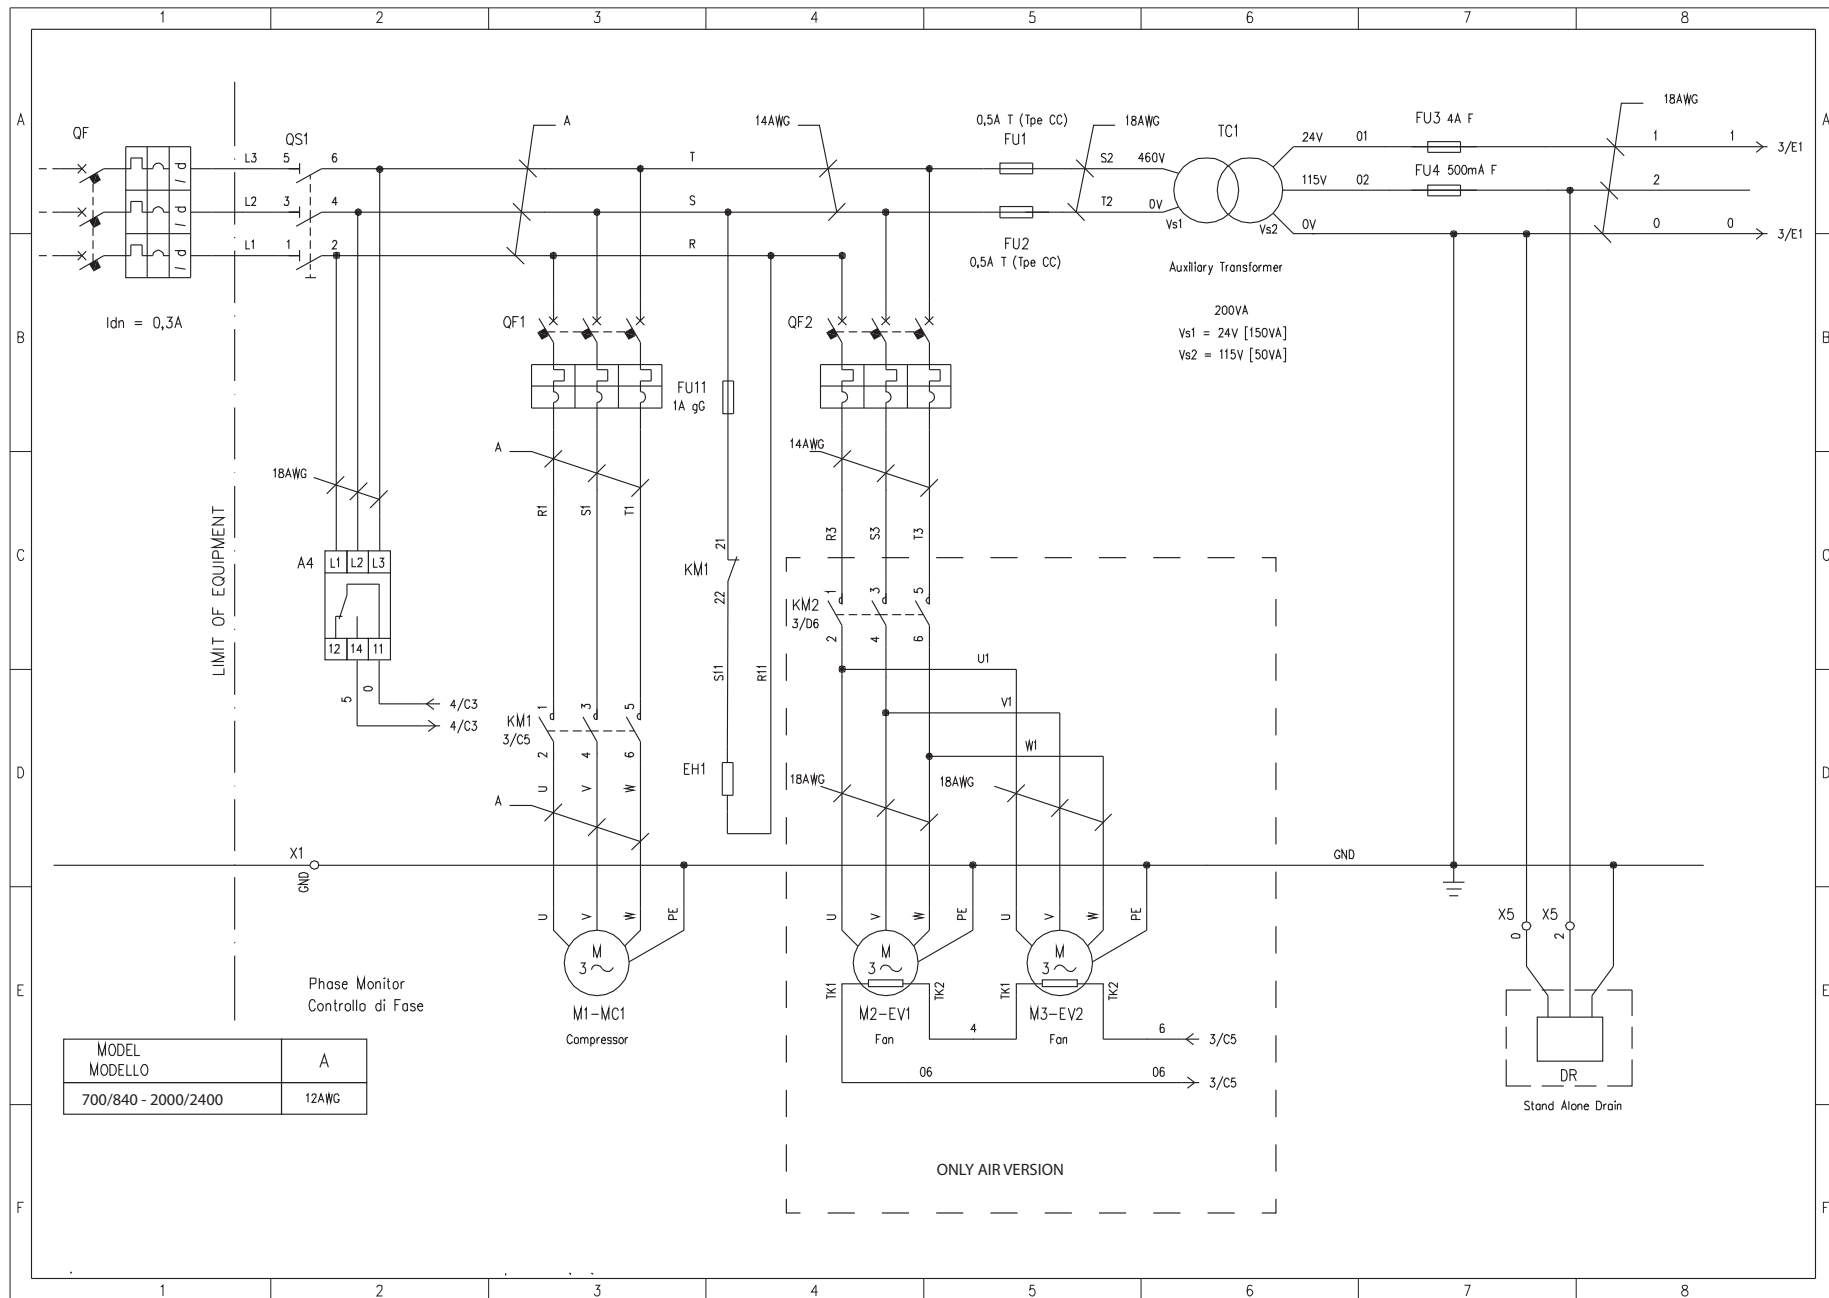 1 2 3 4 5 6 7 8
A A
QF
QS1
A
14AWG
0,5A T (Tpe CC)
FU1
18AWG
TC1
FU3 4A F
18AWG
24V 01
1 1 3/E1
L3 5 6
T
S2 460V
FU4 500mA F
115V 02
2
L2 3 4
S
T2 0V
Vs1
Vs2
0V
0 0 3/E1
L1 1 2
R
FU2
0,5A T (Tpe CC)
Auxiliary Transformer
I d
I d
I d
Idn = 0,3A
B B
QF1
QF2
200VA
Vs1 = 24V [150VA]
Vs2 = 115V [50VA]
FU11
1A gG
A
14AWG
18AWG
LIMIT OF EQUIPMENT
R1 S1 T1
R3 S3 T3
C C
A4
L1 L2 L3
12 14 11
KM1
21
22
KM2
3/D6
1 3 5
2 4 6
U1
S11 R11
5 0
4/C3
4/C3
KM1
3/C5
1 3 5
2 4 6
V1
W1
D D
U V W
EH1
18AWG
18AWG
A
X1
GND
GND
U V W PE
U V W PE
U V W PE
X5 X5
0 2
M
3
M
3
M
3
E E
Phase Monitor
Controllo di Fase
TK1 TK2 TK1 TK2
M1-MC1
M2-EV1
M3-EV2
Compressor
Fan
Fan
4
6 3/C5
06 06 3/C5
DR
Stand Alone Drain
MODEL
MODELLO
A
700/840 - 2000/2400
12AWG
ONLY AIR VERSION
F F
1 2 3 4 5 6 7 8